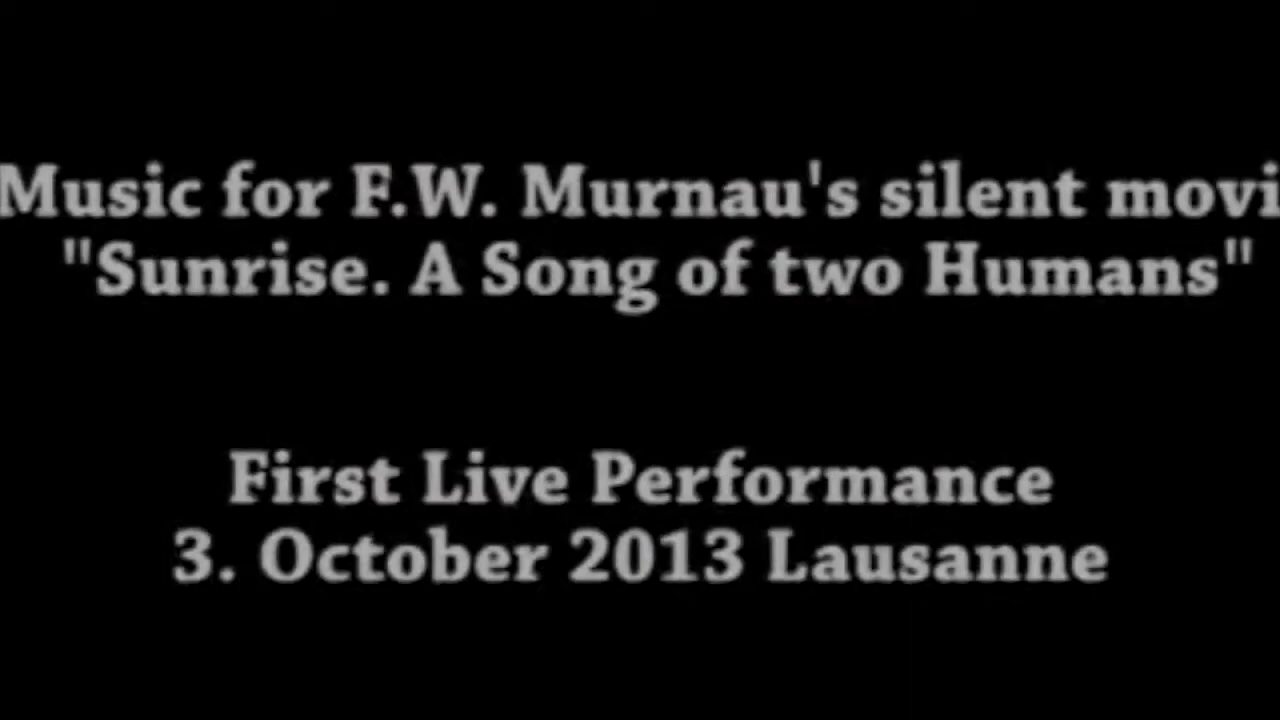 Music for F.W. Murnau's silent movi
"Sunrise. A Song of two Humans"
First Live Performance
3. October 2013 Lausanne